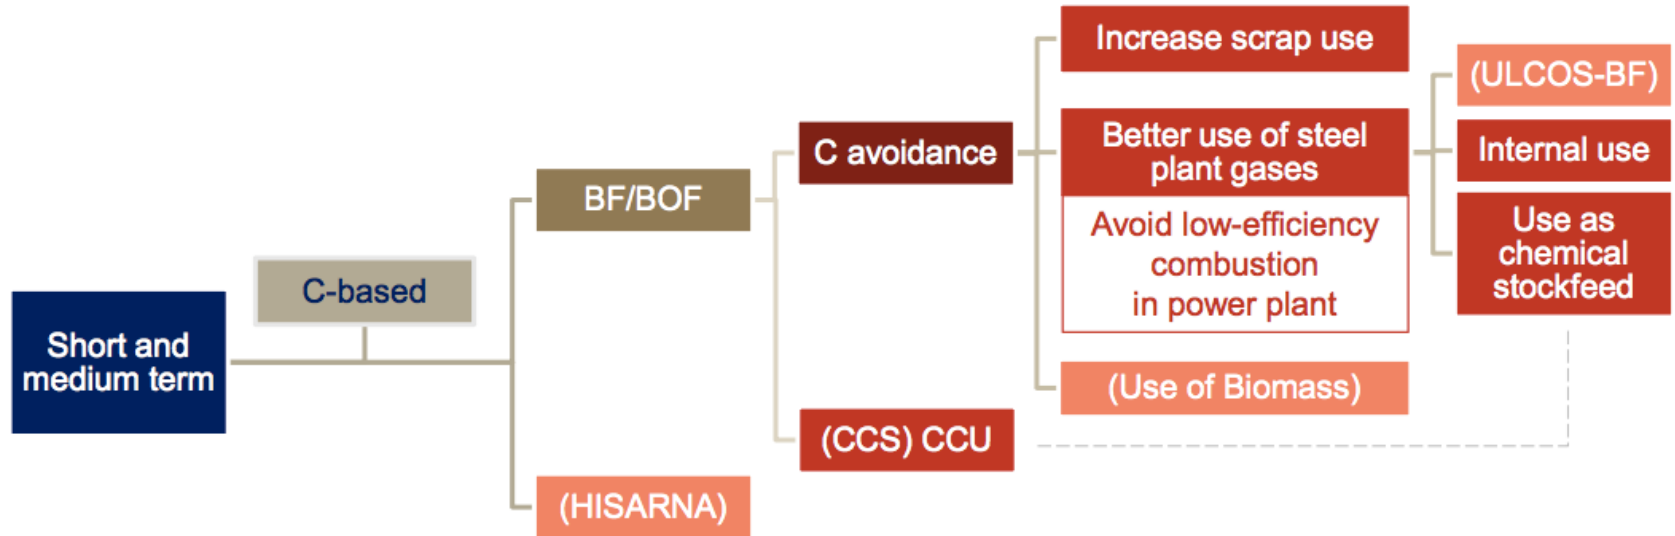 Short and
medium term
C-based
BF/BOF
(HISARNA)
C avoidance
(CCS) CCU
Increase scrap use
Better use of steel
plant gases
Avoid low-efficiency
combustion
in power plant
(Use of Biomass)
(ULCOS-BF)
Internal use
Use as
chemical
stockfeed